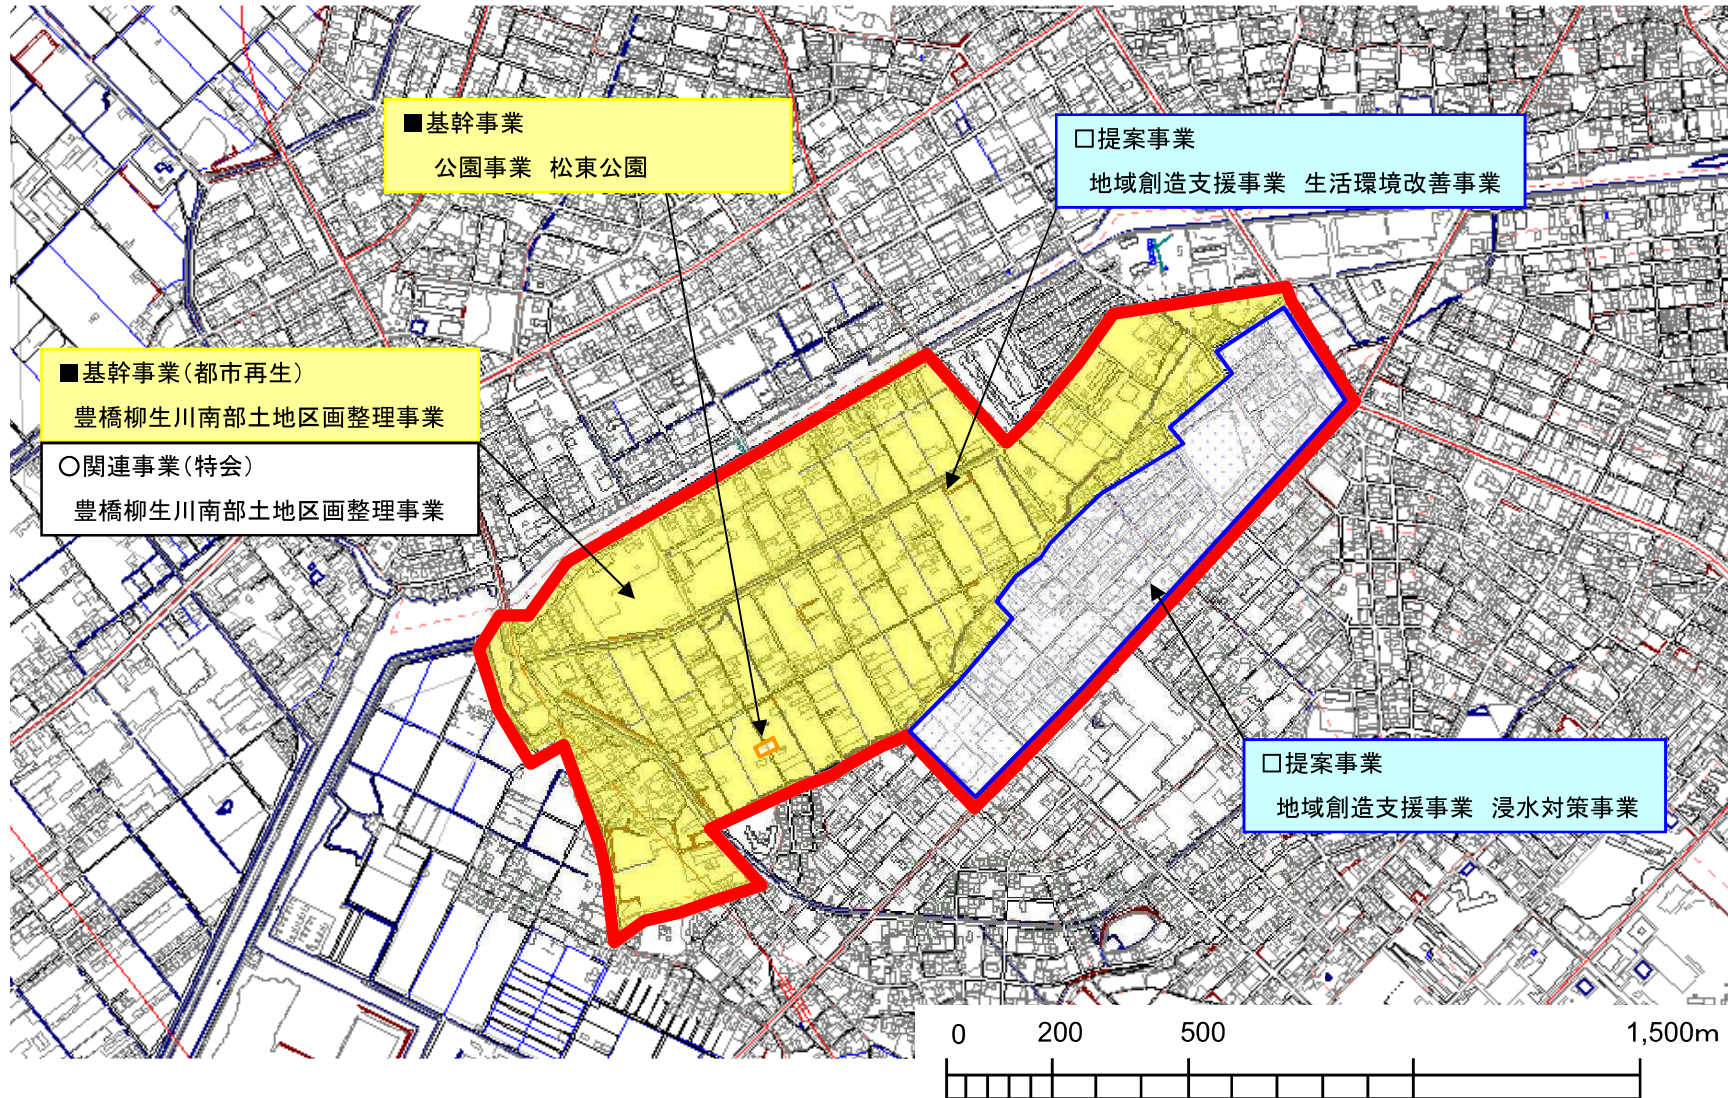 ■基幹事業
公園事業 松東公園
□提案事業
地域創造支援事業 生活環境改善事業
■基幹事業(都市再生)
豊橋柳生川南部土地区画整理事業
○関連事業(特会)
豊橋柳生川南部土地区画整理事業
□提案事業
地域創造支援事業 浸水対策事業
0 200 500 1,500m